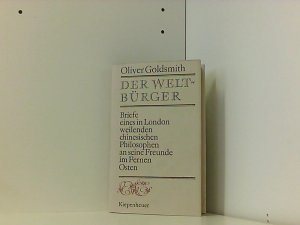 Oliver Goldsmith
DER WELT-
BÜRGER
Briefe
eines in London
weilenden
chinesischen
Philosophen
an seine Freunde
im Fernen
Osten
Kiepenheuer